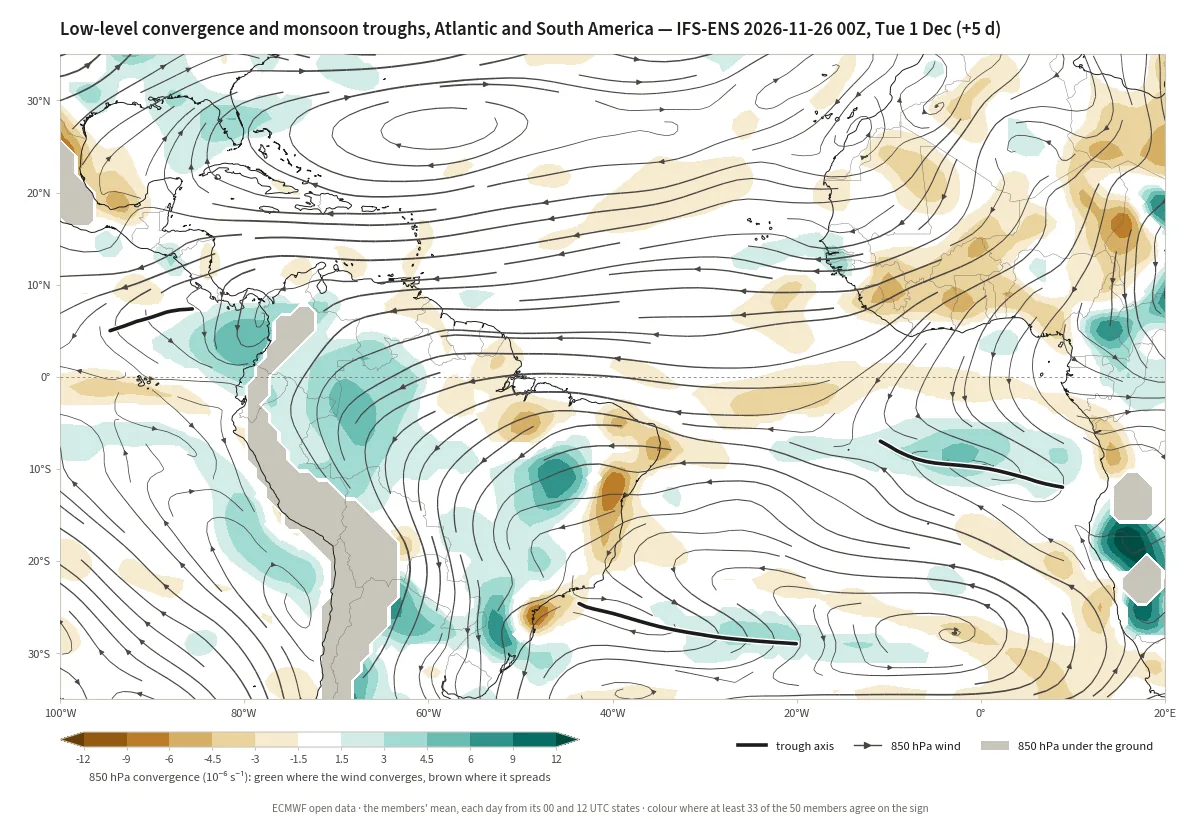 Low-level convergence and monsoon troughs, Atlantic and South America — IFS-ENS 2026-11-26 00Z, Tue 1 Dec (+5 d)
30°N
20°N
10°N
0°
10°S
20°S
30°S
100°W 80°W 60°W 40°W 20°W 0° 20°E
-12 -9 -6 -4.5 -3 -1.5 1.5 3 4.5 6 9 12
850 hPa convergence (10⁻⁶ s⁻¹): green where the wind converges, brown where it spreads
trough axis 850 hPa wind 850 hPa under the ground
ECMWF open data · the members' mean, each day from its 00 and 12 UTC states · colour where at least 33 of the 50 members agree on the sign